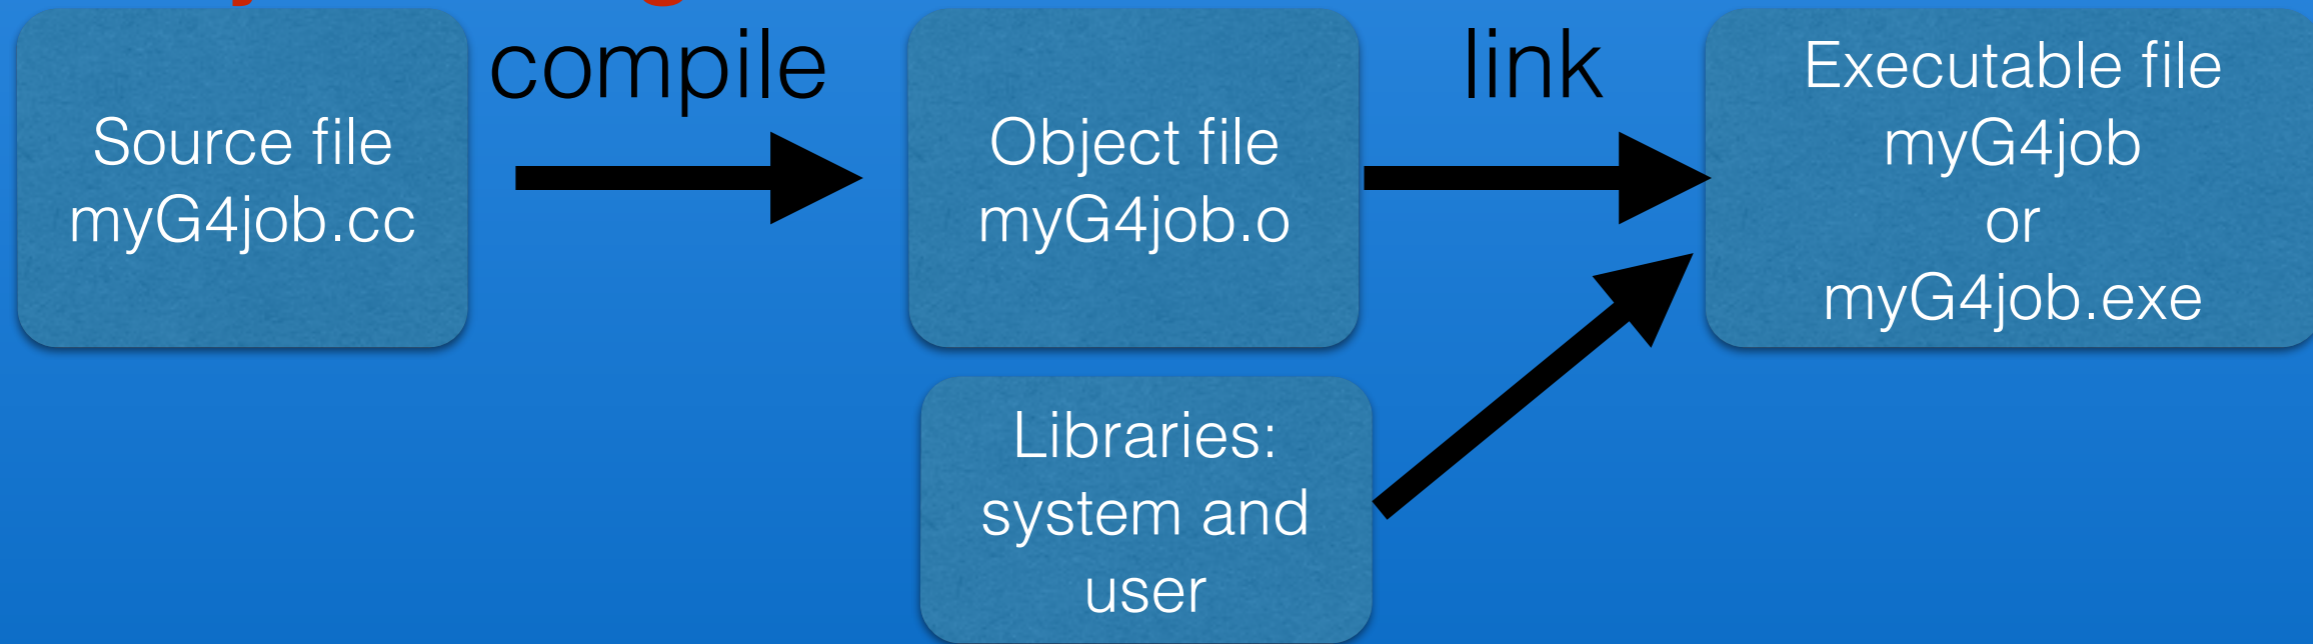 Source file
myG4job.cc
compile
Object file
myG4job.o
link
Executable file
myG4job
or
myG4job.exe
Libraries:
system and
user